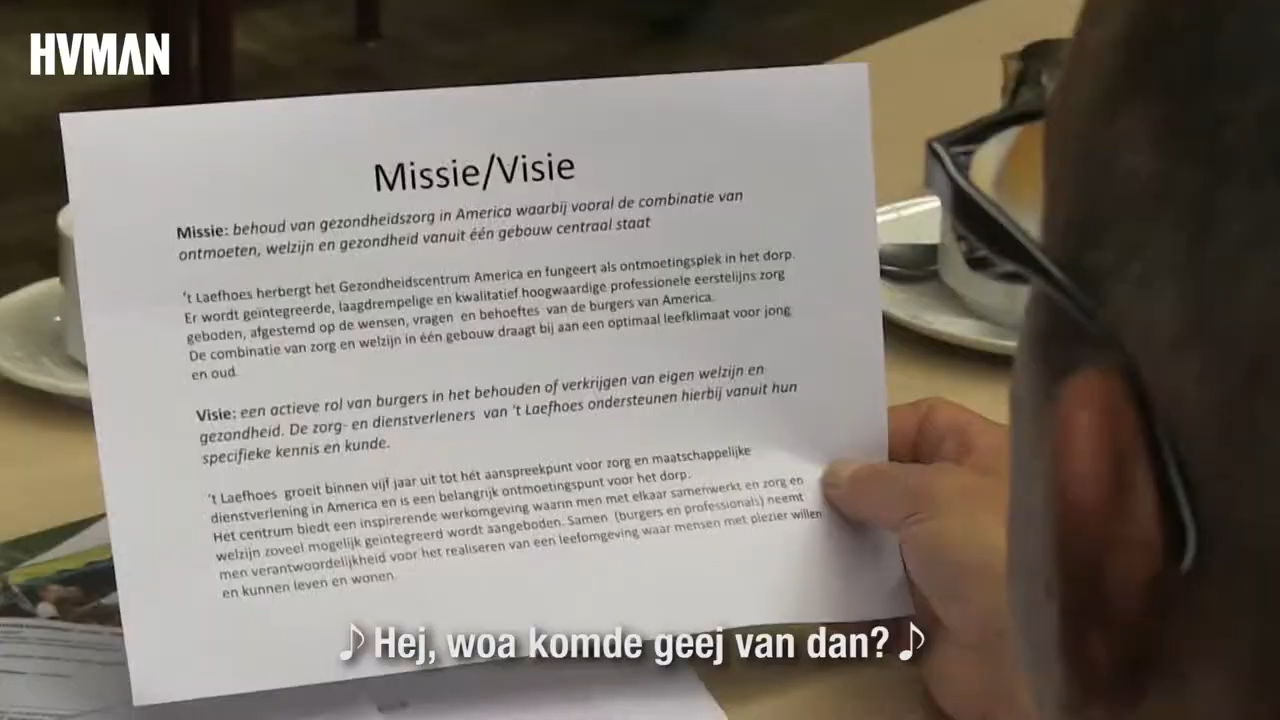 HVMAN
Missie/Visie
Missie: behoud van gezondheidszorg in America waarbij vooral de combinatie van
ontmoeten, welzijn en gezondheid vanuit één gebouw centraal staat
't Laefhoes herbergt het Gezondheidscentrum America en fungeert als ontmoetingsplek in het dorp.
Er wordt geïntegreerde, laagdrempelige en kwalitatief hoogwaardige professionele eerstelijns zorg
geboden, afgestemd op de wensen, vragen en behoeftes van de burgers van America.
De combinatie van zorg en welzijn in één gebouw draagt bij aan een optimaal leefklimaat voor jong
en oud.
Visie: een actieve rol van burgers in het behouden of verkrijgen van eigen welzijn en
gezondheid. De zorg- en dienstverleners van 't Laefhoes ondersteunen hierbij vanuit hun
specifieke kennis en kunde.
't Laefhoes groeit binnen vijf jaar uit tot hét aanspreekpunt voor zorg en maatschappelijke
dienstverlening in America en is een belangrijk ontmoetingspunt voor het dorp.
Het centrum biedt een inspirerende werkomgeving waarin men met elkaar samenwerkt en zorg en
welzijn zoveel mogelijk geïntegreerd wordt aangeboden. Samen (burgers en professionals) neemt
men verantwoordelijkheid voor het realiseren van een leefomgeving waar mensen met plezier willen
en kunnen leven en wonen
♪ Hej, woa komde geej van dan? ♪